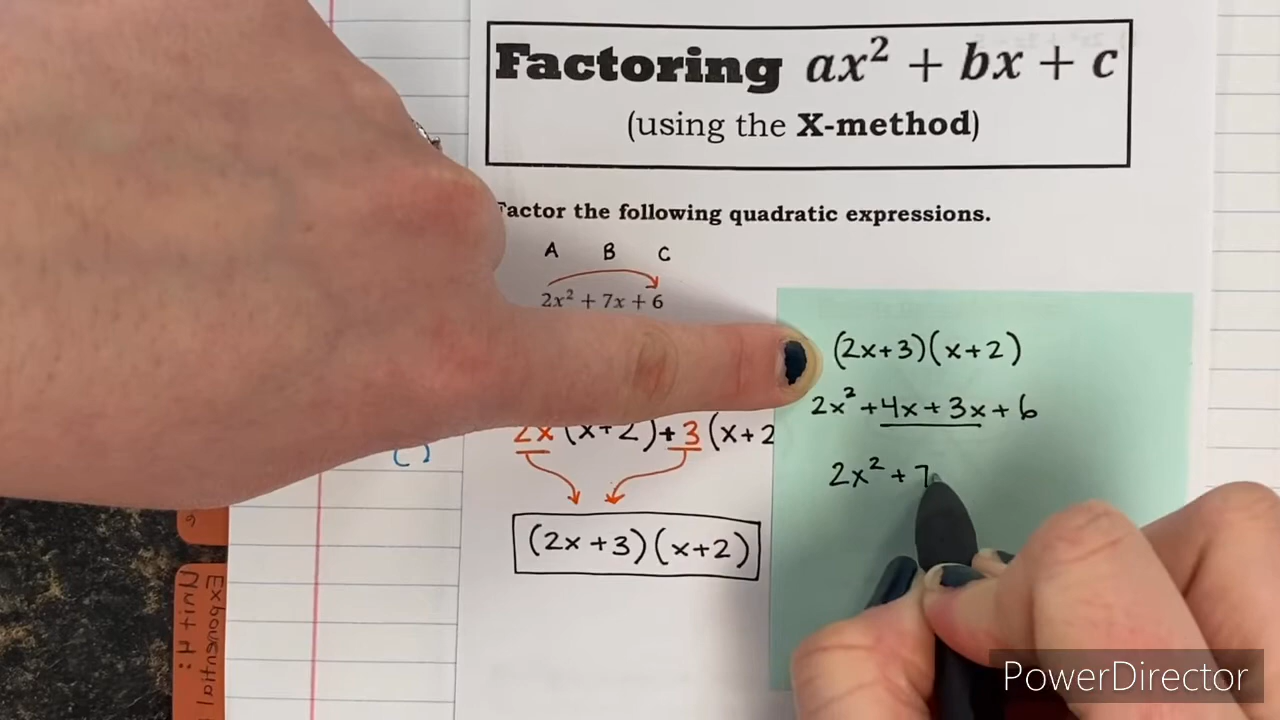 Factoring ax² + bx + c
(using the X-method)
Factor the following quadratic expressions.
A B C
2x² + 7x + 6
2x (x+2)+3(x+2
(2x+3)(x+2)
(2x+3)(x+2)
2x²+4x+3x+6
2x²+7
Exponential
Unit 4:
PowerDirector